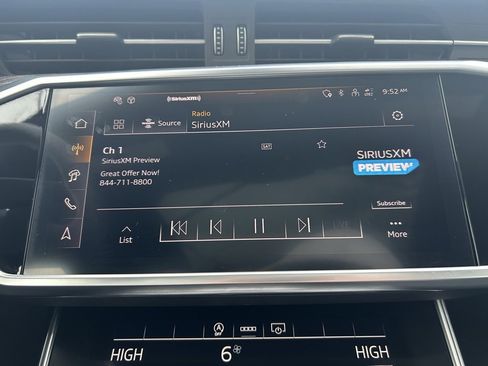 ((SiriusXM))
9:52 AM
Source
Radio
SiriusXM
Ch 1
SiriusXM Preview
Great Offer Now!
844-711-8800
SAT
SIRIUSXM
PREVIEW
Subscribe
List
LIVE
More
HIGH
6
HIGH